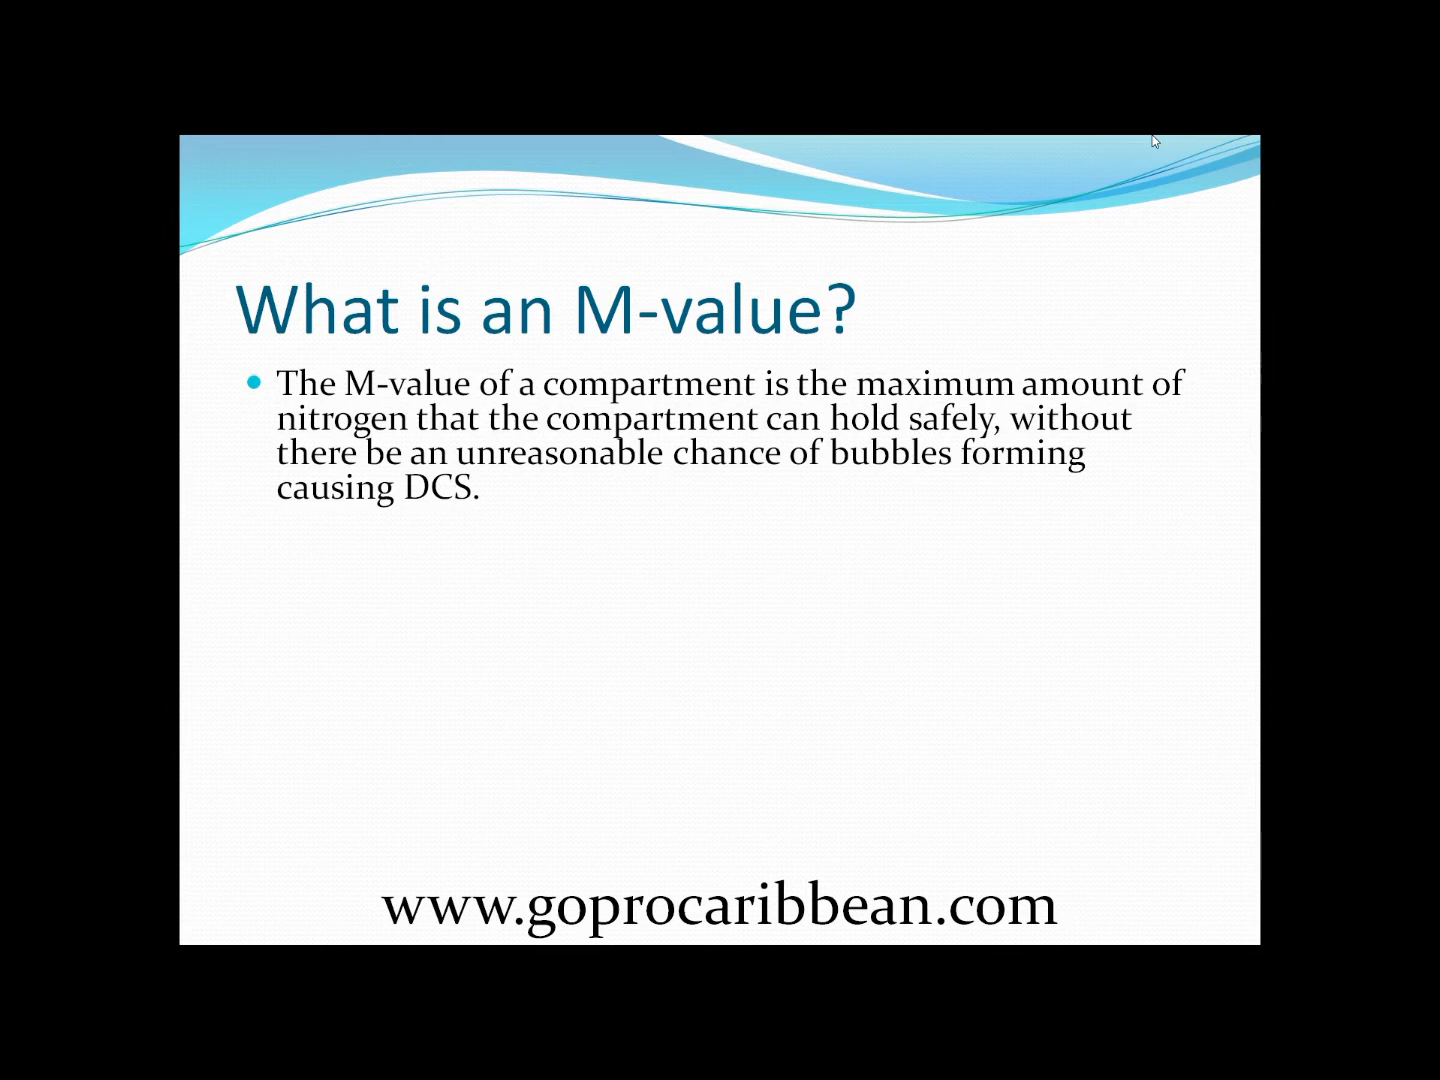 What is an M-value?
The M-value of a compartment is the maximum amount of
nitrogen that the compartment can hold safely, without
there be an unreasonable chance of bubbles forming
causing DCS.
www.goprocaribbean.com